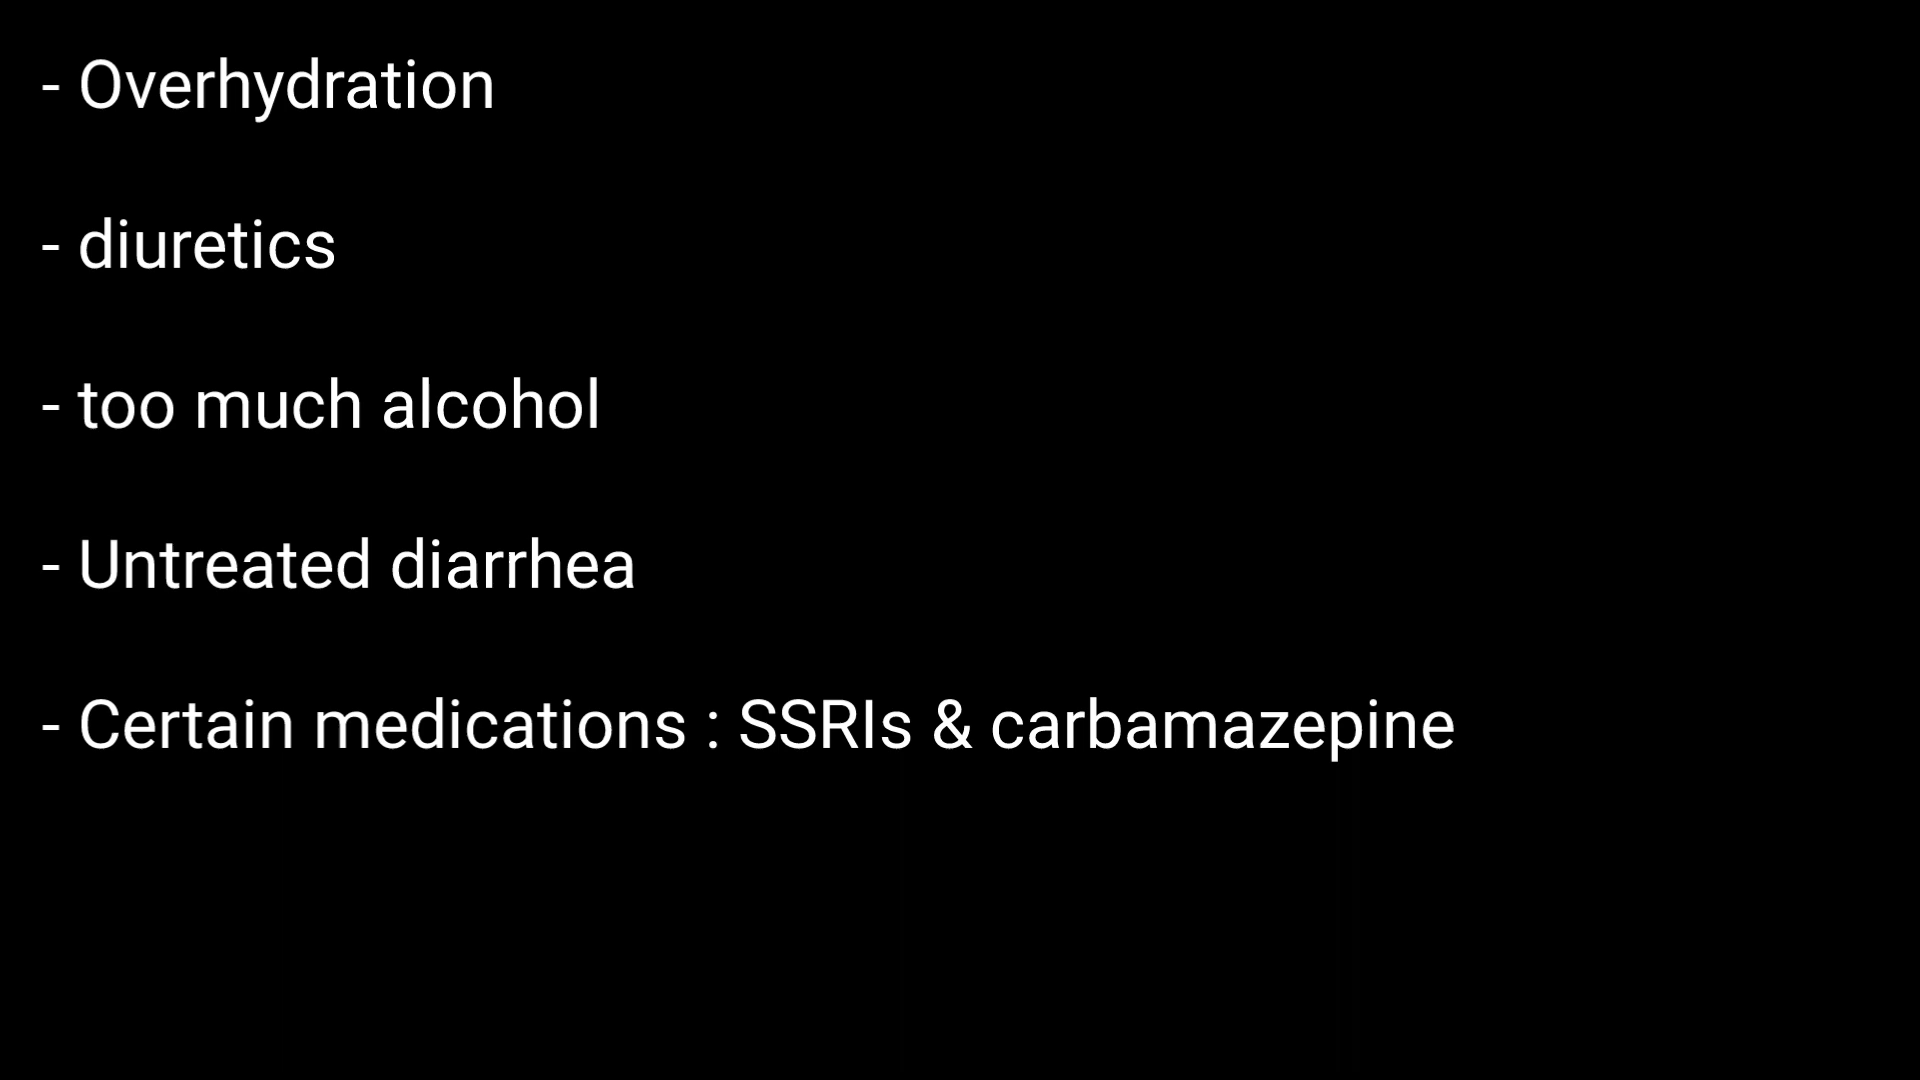 - Overhydration
- diuretics
- too much alcohol
- Untreated diarrhea
- Certain medications : SSRIs & carbamazepine